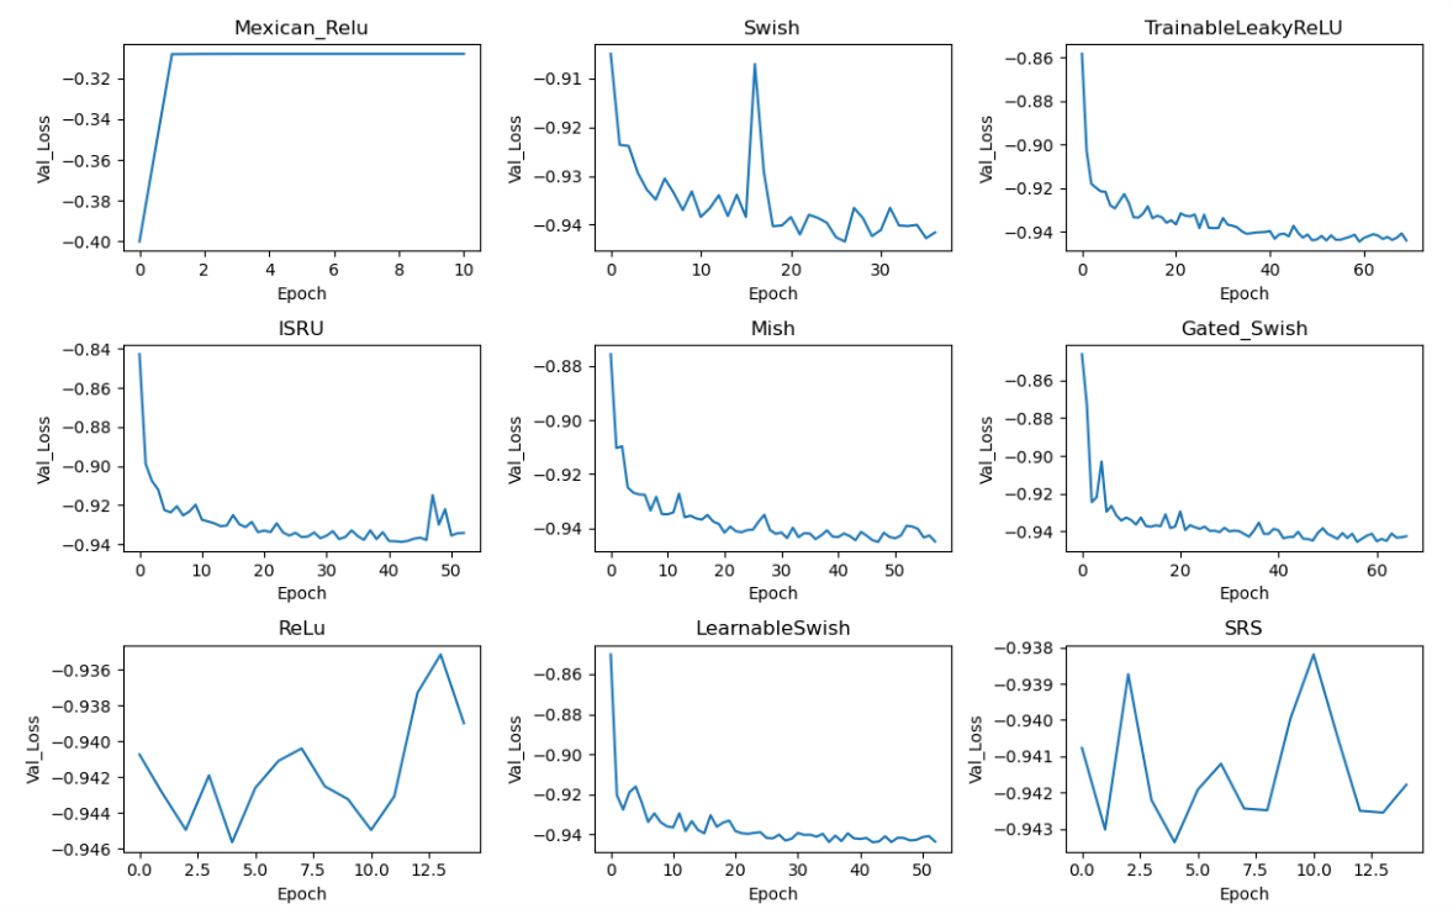 Mexican_Relu
Swish
TrainableLeakyReLU
Val_Loss
−0.32
−0.34
−0.36
−0.38
−0.40
0 2 4 6 8 10
Epoch
Val_Loss
−0.91
−0.92
−0.93
−0.94
0 10 20 30
Epoch
Val_Loss
−0.86
−0.88
−0.90
−0.92
−0.94
0 20 40 60
Epoch
ISRU
Mish
Gated_Swish
Val_Loss
−0.84
−0.86
−0.88
−0.90
−0.92
−0.94
0 10 20 30 40 50
Epoch
Val_Loss
−0.88
−0.90
−0.92
−0.94
0 10 20 30 40 50
Epoch
Val_Loss
−0.86
−0.88
−0.90
−0.92
−0.94
0 20 40 60
Epoch
ReLu
LearnableSwish
SRS
Val_Loss
−0.936
−0.938
−0.940
−0.942
−0.944
−0.946
0.0 2.5 5.0 7.5 10.0 12.5
Epoch
Val_Loss
−0.86
−0.88
−0.90
−0.92
−0.94
0 10 20 30 40 50
Epoch
Val_Loss
−0.938
−0.939
−0.940
−0.941
−0.942
−0.943
0.0 2.5 5.0 7.5 10.0 12.5
Epoch